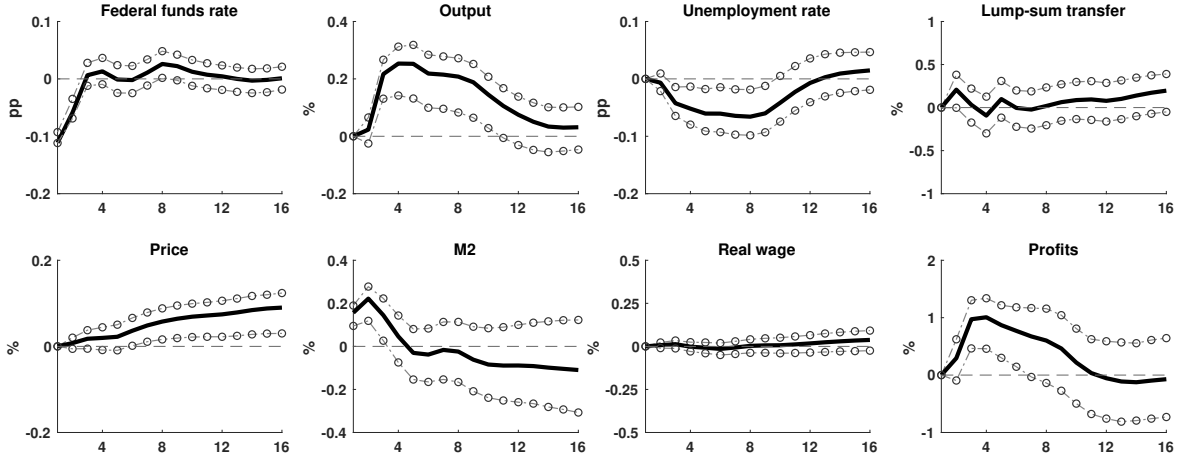 Federal funds rate
0.1
0
-0.1
-0.2
pp
4 8 12 16
Output
0.4
0.2
0
0.2
%
4 8 12 16
Unemployment rate
0.1
0
-0.1
-0.2
pp
4 8 12 16
Lump-sum transfer
1
0.5
0
-0.5
-1
%
4 8 12 16
Price
0.2
0
-0.2
%
4 8 12 16
M2
0.4
0.2
0
-0.2
-0.4
%
4 8 12 16
Real wage
0.5
0.25
0
-0.25
-0.5
%
4 8 12 16
Profits
2
1
0
-1
%
4 8 12 16